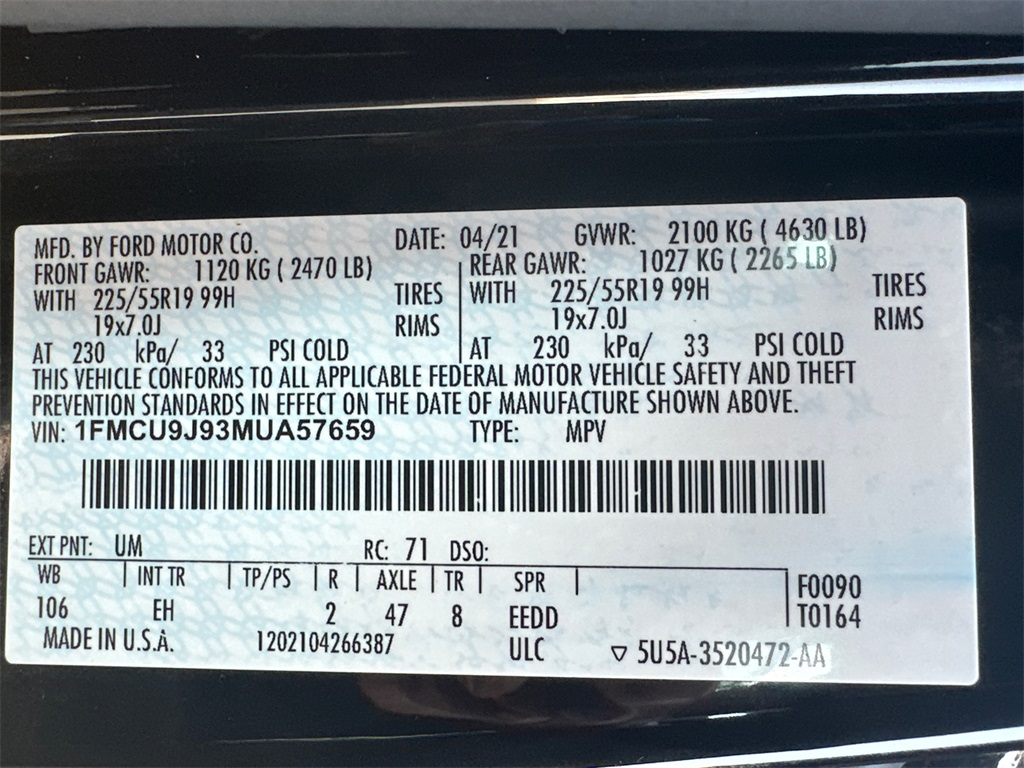 MFD. BY FORD MOTOR CO. DATE: 04/21 GVWR: 2100 KG ( 4630 LB)
FRONT GAWR: 1120 KG ( 2470 LB) REAR GAWR: 1027 KG ( 2265 LB)
WITH 225/55R19 99H TIRES WITH 225/55R19 99H TIRES
19x7.0J RIMS 19x7.0J RIMS
AT 230 kPa/ 33 PSI COLD AT 230 kPa/ 33 PSI COLD
THIS VEHICLE CONFORMS TO ALL APPLICABLE FEDERAL MOTOR VEHICLE SAFETY AND THEFT
PREVENTION STANDARDS IN EFFECT ON THE DATE OF MANUFACTURE SHOWN ABOVE.
VIN: 1FMCU9J93MUA57659 TYPE: MPV
EXT PNT: UM RC: 71 DSO:
WB INT TR TP/PS R AXLE TR SPR F0090
106 EH 2 47 8 EEDD T0164
MADE IN U.S.A. 1202104266387 ULC ▽ 5U5A-3520472-AA